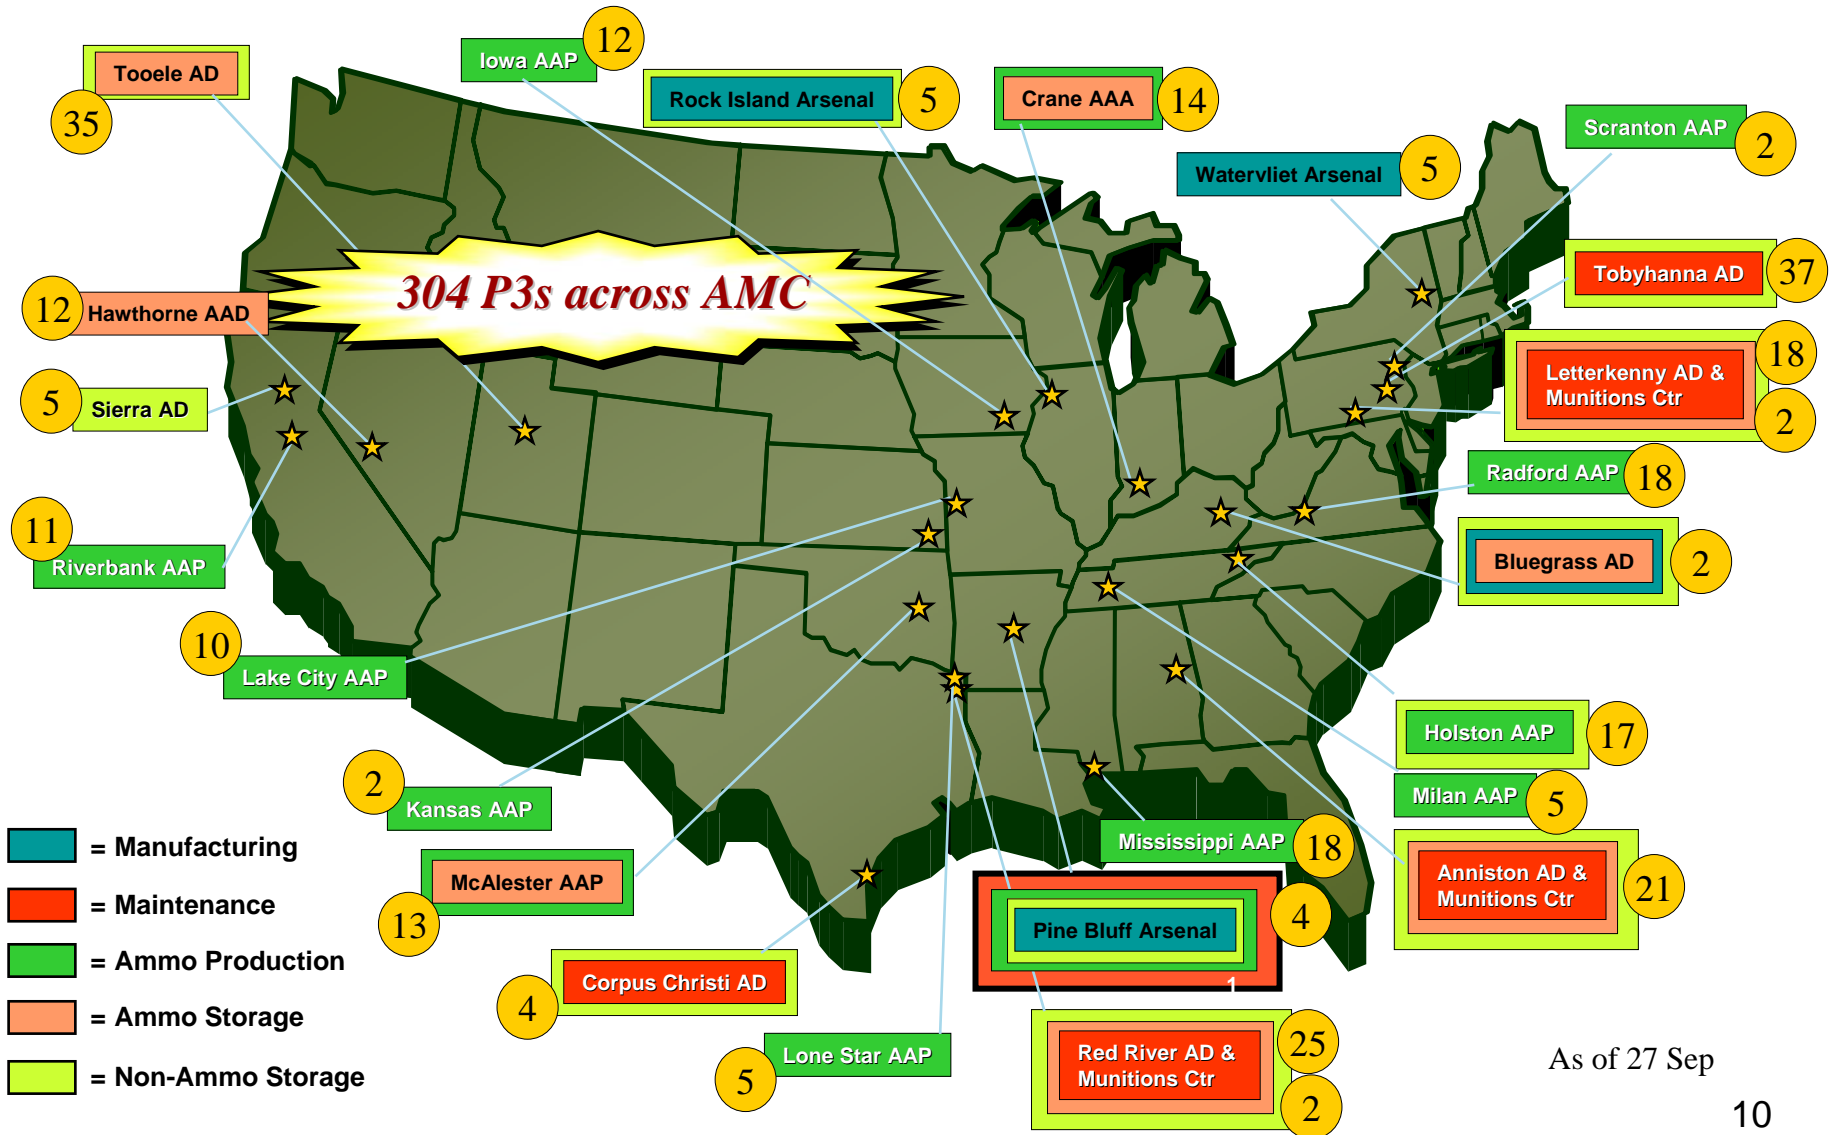 Tooele AD
35
Iowa AAP
12
Rock Island Arsenal
5
Crane AAA
14
Scranton AAP
2
Watervliet Arsenal
5
304 P3s across AMC
Tobyhanna AD
37
12
Hawthorne AAD
Letterkenny AD &
Munitions Ctr
18
2
5
Sierra AD
Radford AAP
18
11
Riverbank AAP
Bluegrass AD
2
10
Lake City AAP
Holston AAP
17
2
Kansas AAP
Milan AAP
5
Mississippi AAP
18
= Manufacturing
= Maintenance
= Ammo Production
= Ammo Storage
= Non-Ammo Storage
McAlester AAP
13
Anniston AD &
Munitions Ctr
21
Pine Bluff Arsenal
4
1
Corpus Christi AD
4
Lone Star AAP
5
Red River AD &
Munitions Ctr
25
2
As of 27 Sep
10